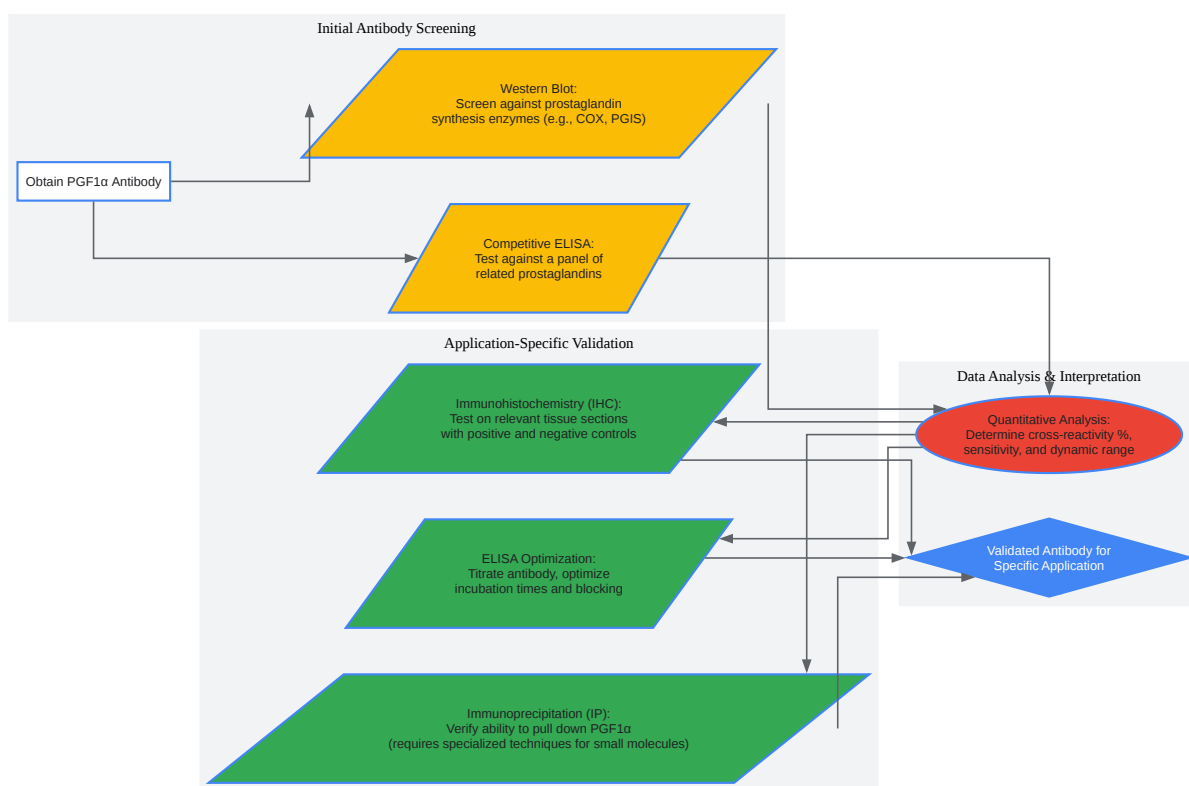 Initial Antibody Screening
Western Blot:
Screen against prostaglandin
synthesis enzymes (e.g., COX, PGIS)
Obtain PGF1α Antibody
Competitive ELISA:
Test against a panel of
related prostaglandins
Application-Specific Validation
Immunohistochemistry (IHC):
Test on relevant tissue sections
with positive and negative controls
ELISA Optimization:
Titrate antibody, optimize
incubation times and blocking
Immunoprecipitation (IP):
Verify ability to pull down PGF1α
(requires specialized techniques for small molecules)
Data Analysis & Interpretation
Quantitative Analysis:
Determine cross-reactivity %,
sensitivity, and dynamic range
Validated Antibody for
Specific Application